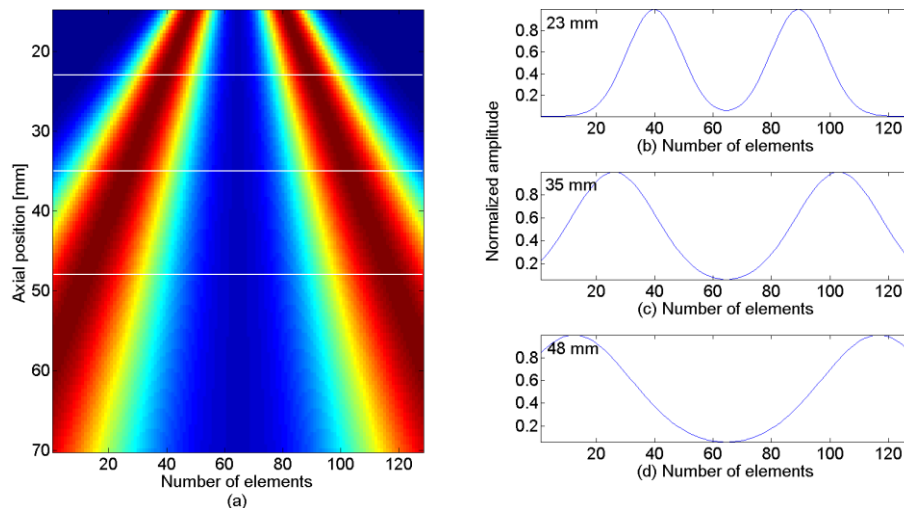 20
30
40
50
60
70
Axial position [mm]
20 40 60 80 100 120
Number of elements
(a)
Normalized amplitude
23 mm
0.8
0.6
0.4
0.2
20 40 60 80 100 120
(b) Number of elements
35 mm
0.8
0.6
0.4
0.2
20 40 60 80 100 120
(c) Number of elements
48 mm
0.8
0.6
0.4
0.2
20 40 60 80 100 120
(d) Number of elements